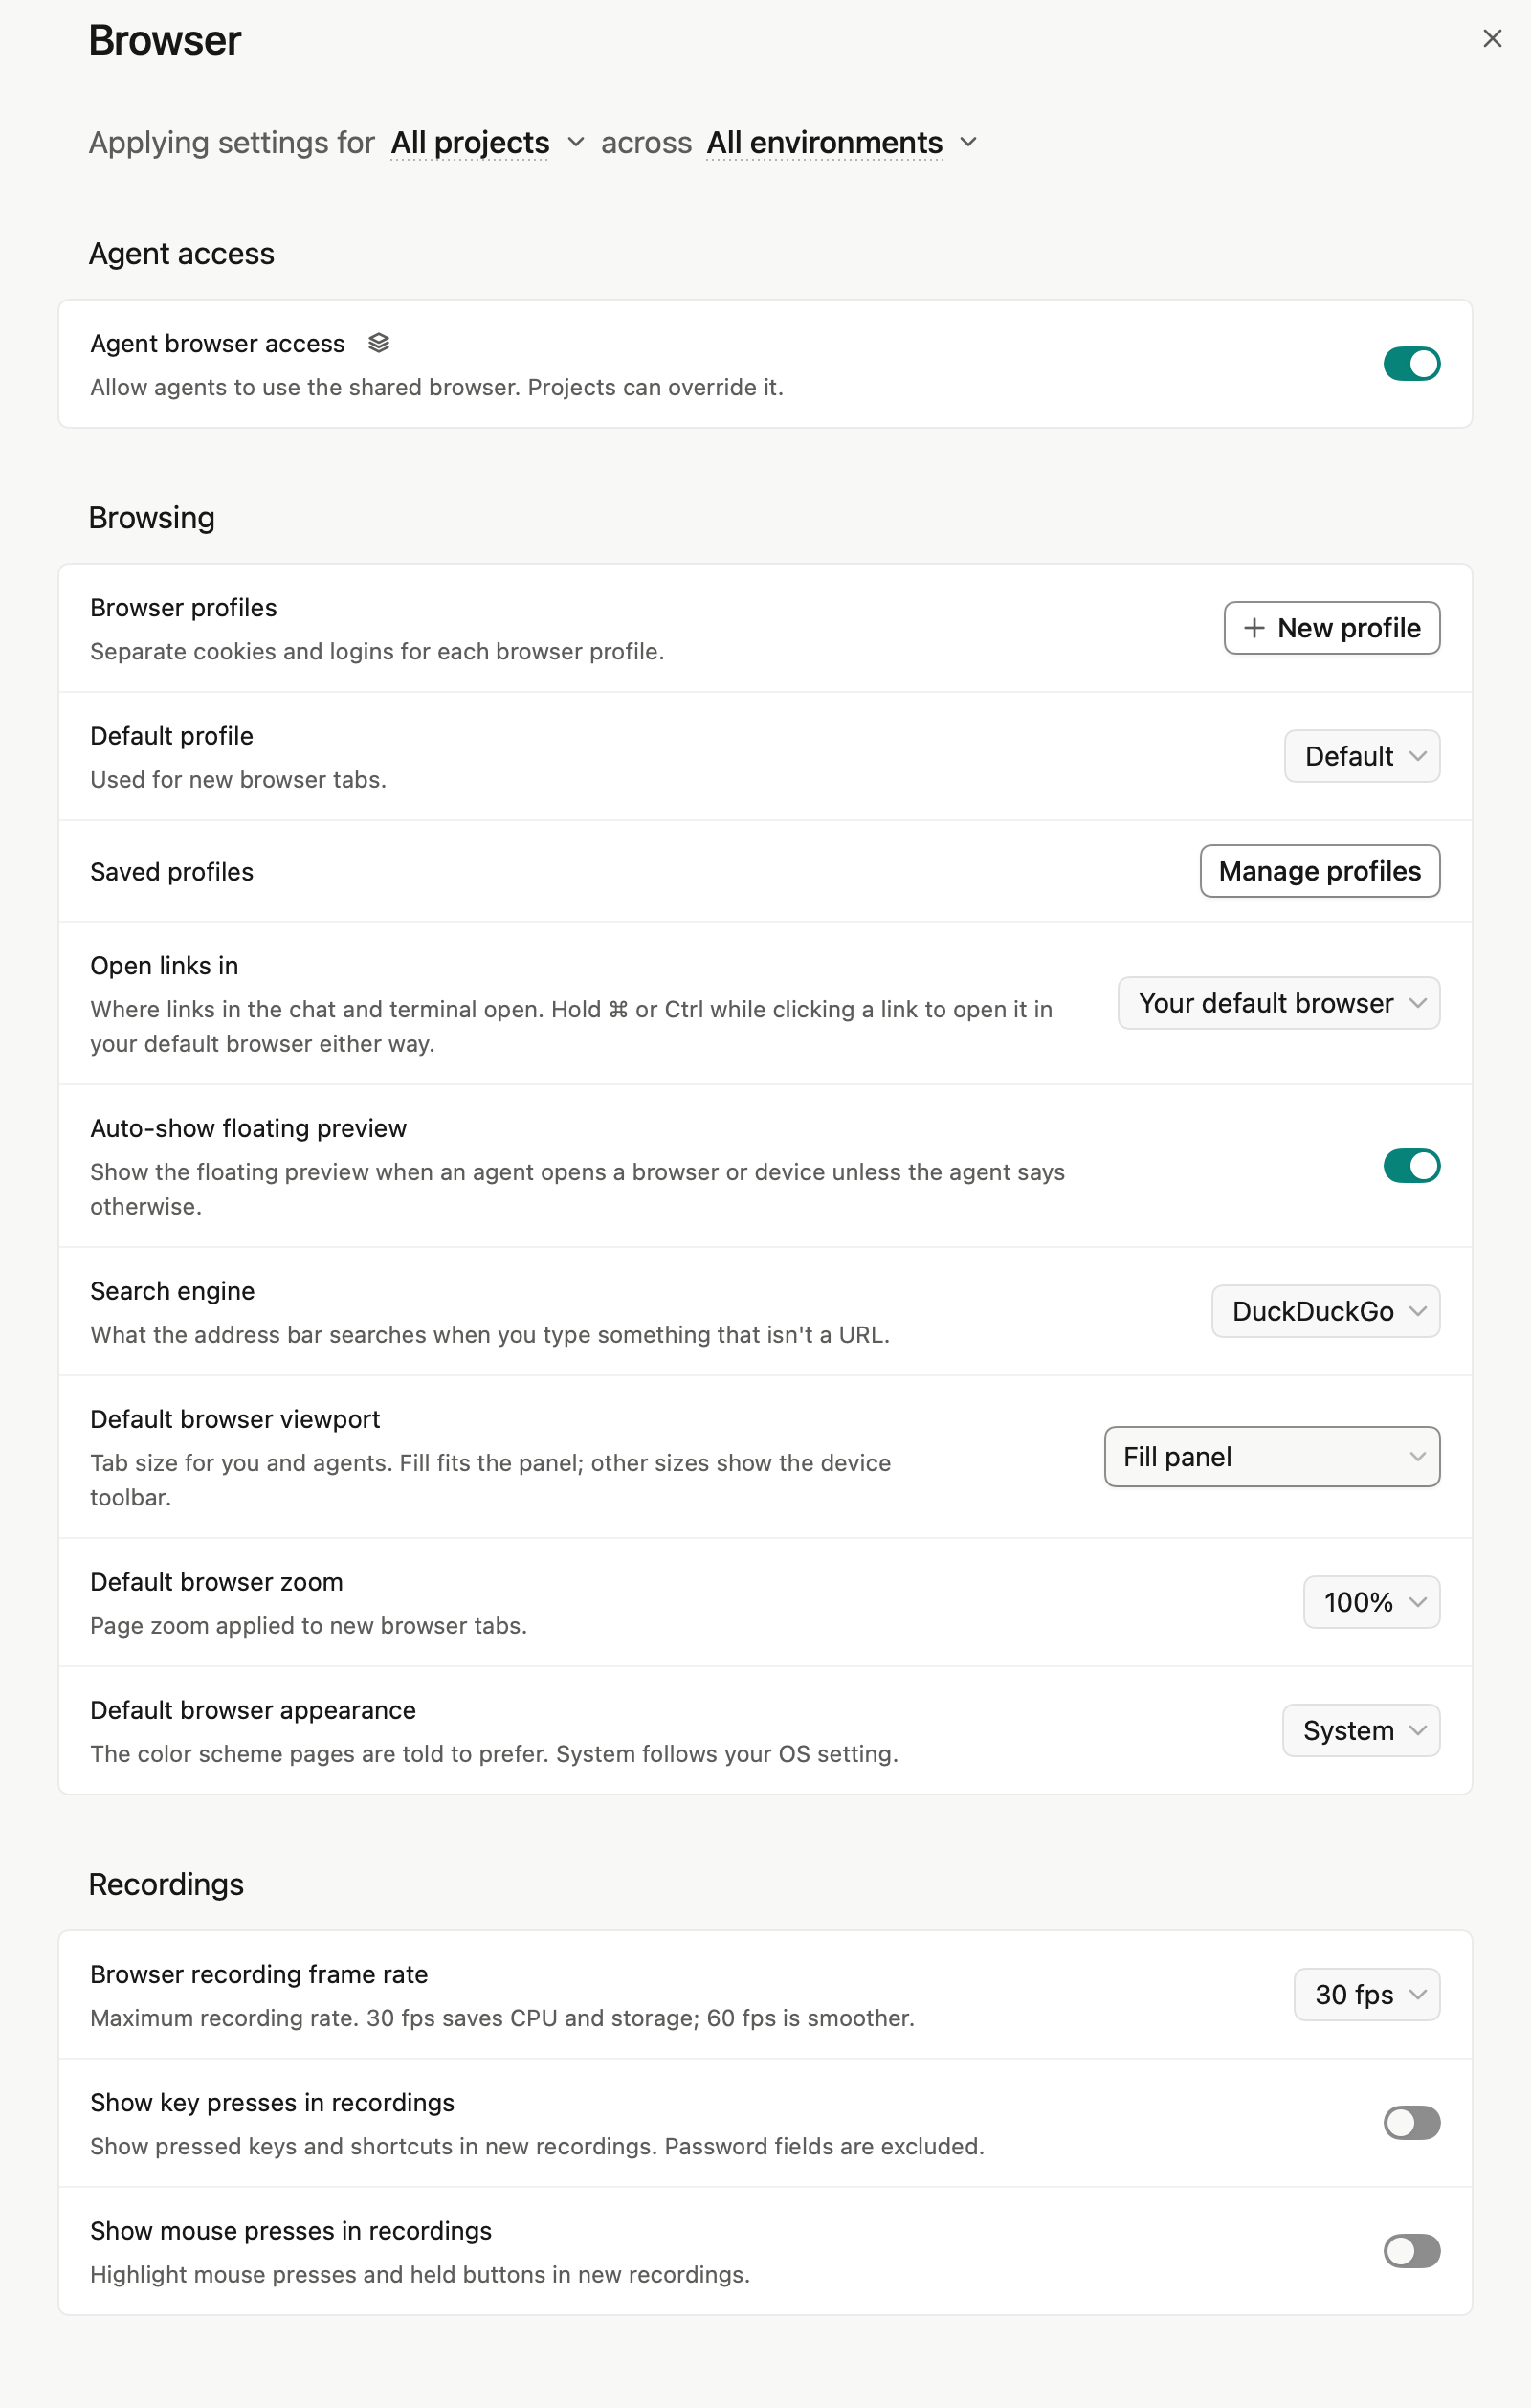 Browser
Applying settings for All projects across All environments
Agent access
Agent browser access
Allow agents to use the shared browser. Projects can override it.
Browsing
Browser profiles
Separate cookies and logins for each browser profile.
New profile
Default profile
Used for new browser tabs.
Default
Saved profiles
Manage profiles
Open links in
Where links in the chat and terminal open. Hold ⌘ or Ctrl while clicking a link to open it in
your default browser either way.
Your default browser
Auto-show floating preview
Show the floating preview when an agent opens a browser or device unless the agent says
otherwise.
Search engine
What the address bar searches when you type something that isn't a URL.
DuckDuckGo
Default browser viewport
Tab size for you and agents. Fill fits the panel; other sizes show the device
toolbar.
Fill panel
Default browser zoom
Page zoom applied to new browser tabs.
100%
Default browser appearance
The color scheme pages are told to prefer. System follows your OS setting.
System
Recordings
Browser recording frame rate
Maximum recording rate. 30 fps saves CPU and storage; 60 fps is smoother.
30 fps
Show key presses in recordings
Show pressed keys and shortcuts in new recordings. Password fields are excluded.
Show mouse presses in recordings
Highlight mouse presses and held buttons in new recordings.